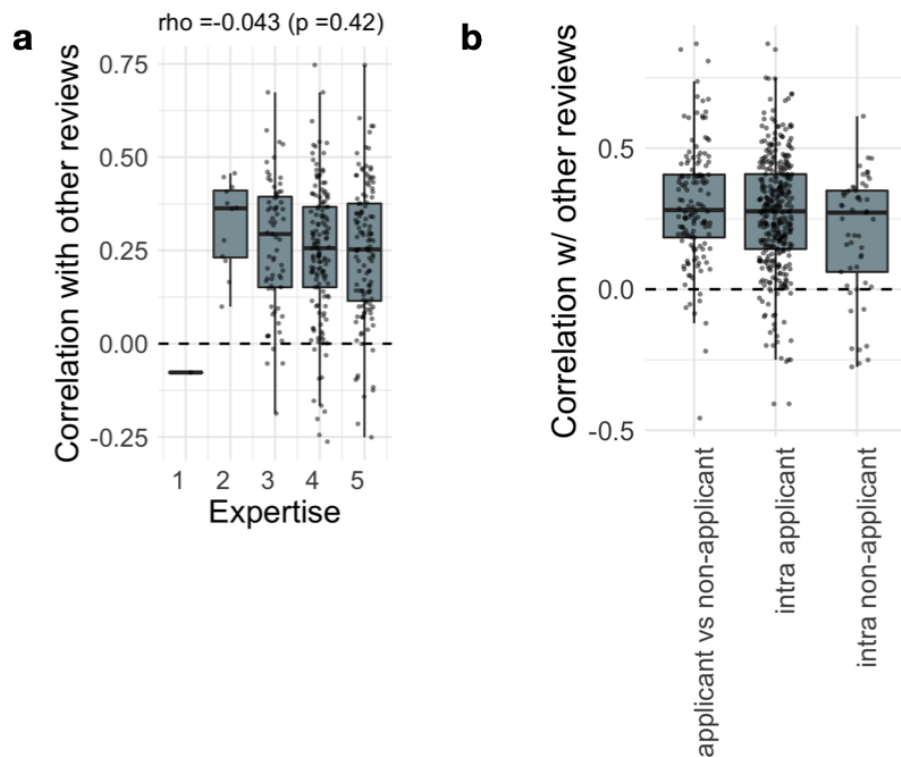 a
rho =-0.043 (p =0.42)
Correlation with other reviews
0.75
0.50
0.25
0.00
-0.25
1 2 3 4 5
Expertise
b
Correlation w/ other reviews
0.5
0.0
-0.5
applicant vs non-applicant
intra applicant
intra non-applicant